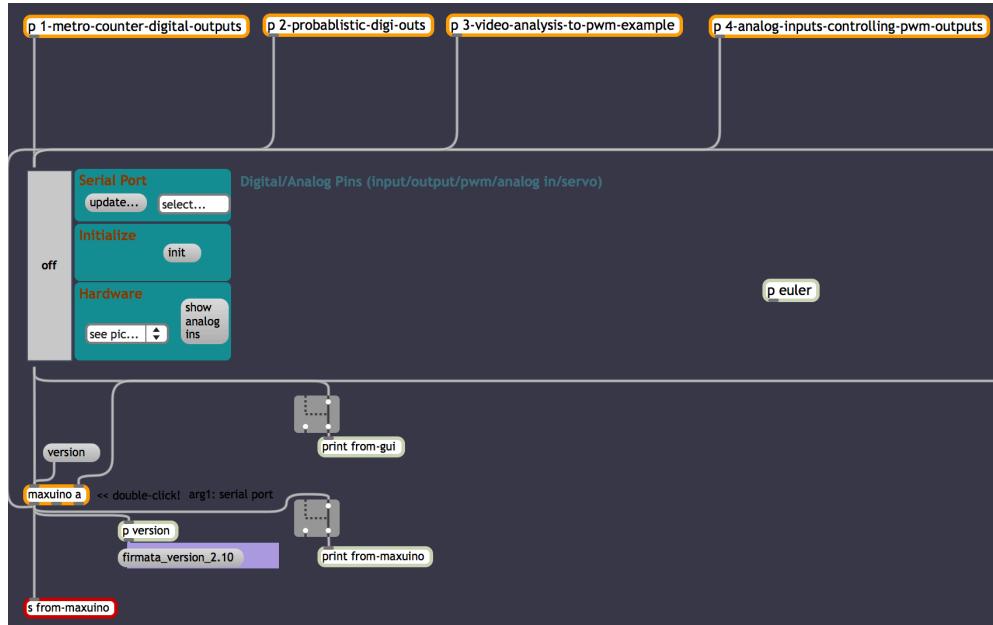 p 1-metro-counter-digital-outputs
p 2-probablistic-digi-outs
p 3-video-analysis-to-pwm-example
p 4-analog-inputs-controlling-pwm-outputs
Serial Port
Digital/Analog Pins (input/output/pwm/analog in/servo)
update...
select...
Initialize
init
off
Hardware
show
analog
ins
see pic...
p euler
print from-gui
version
maxuino a
<< double-click!
arg1: serial port
p version
firmata_version_2.10
print from-maxuino
s from-maxuino